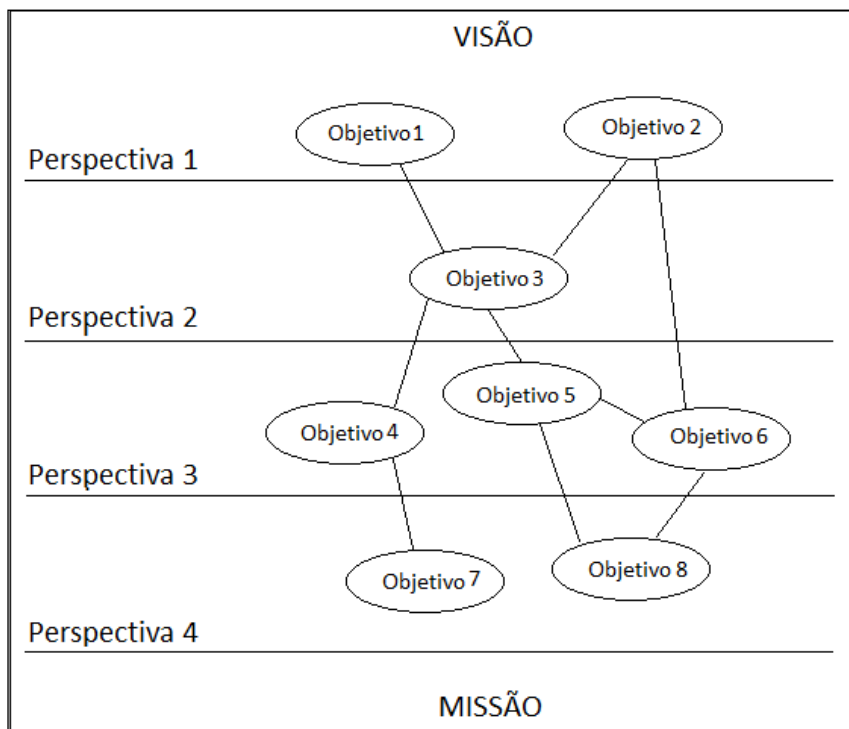 VISÃO
Objetivo 1
Objetivo 2
Perspectiva 1
Objetivo 3
Perspectiva 2
Objetivo 5
Objetivo 4
Objetivo 6
Perspectiva 3
Objetivo 7
Objetivo 8
Perspectiva 4
MISSÃO